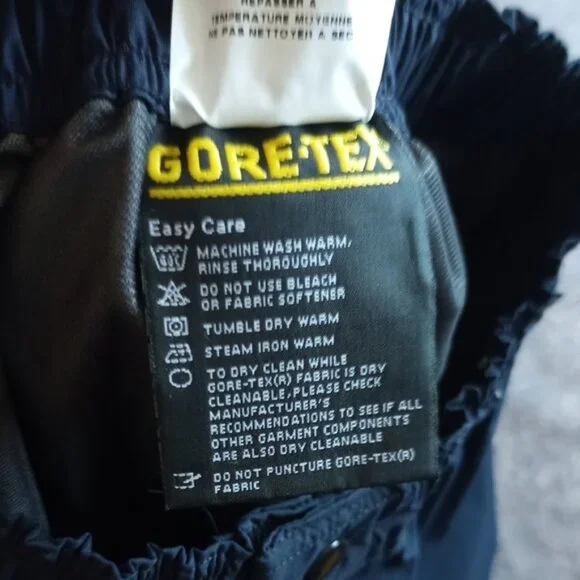 REPASSER A
TEMPERATURE MOYENNE
NE PAS NETTOYER A SEC
GORE-TEX
Easy Care
MACHINE WASH WARM,
RINSE THOROUGHLY
DO NOT USE BLEACH
OR FABRIC SOFTENER
TUMBLE DRY WARM
STEAM IRON WARM
TO DRY CLEAN WHILE
GORE-TEX(R) FABRIC IS DRY
CLEANABLE, PLEASE CHECK
MANUFACTURER'S
RECOMMENDATIONS TO SEE IF ALL
OTHER GARMENT COMPONENTS
ARE ALSO DRY CLEANABLE
DO NOT PUNCTURE GORE-TEX(R)
FABRIC